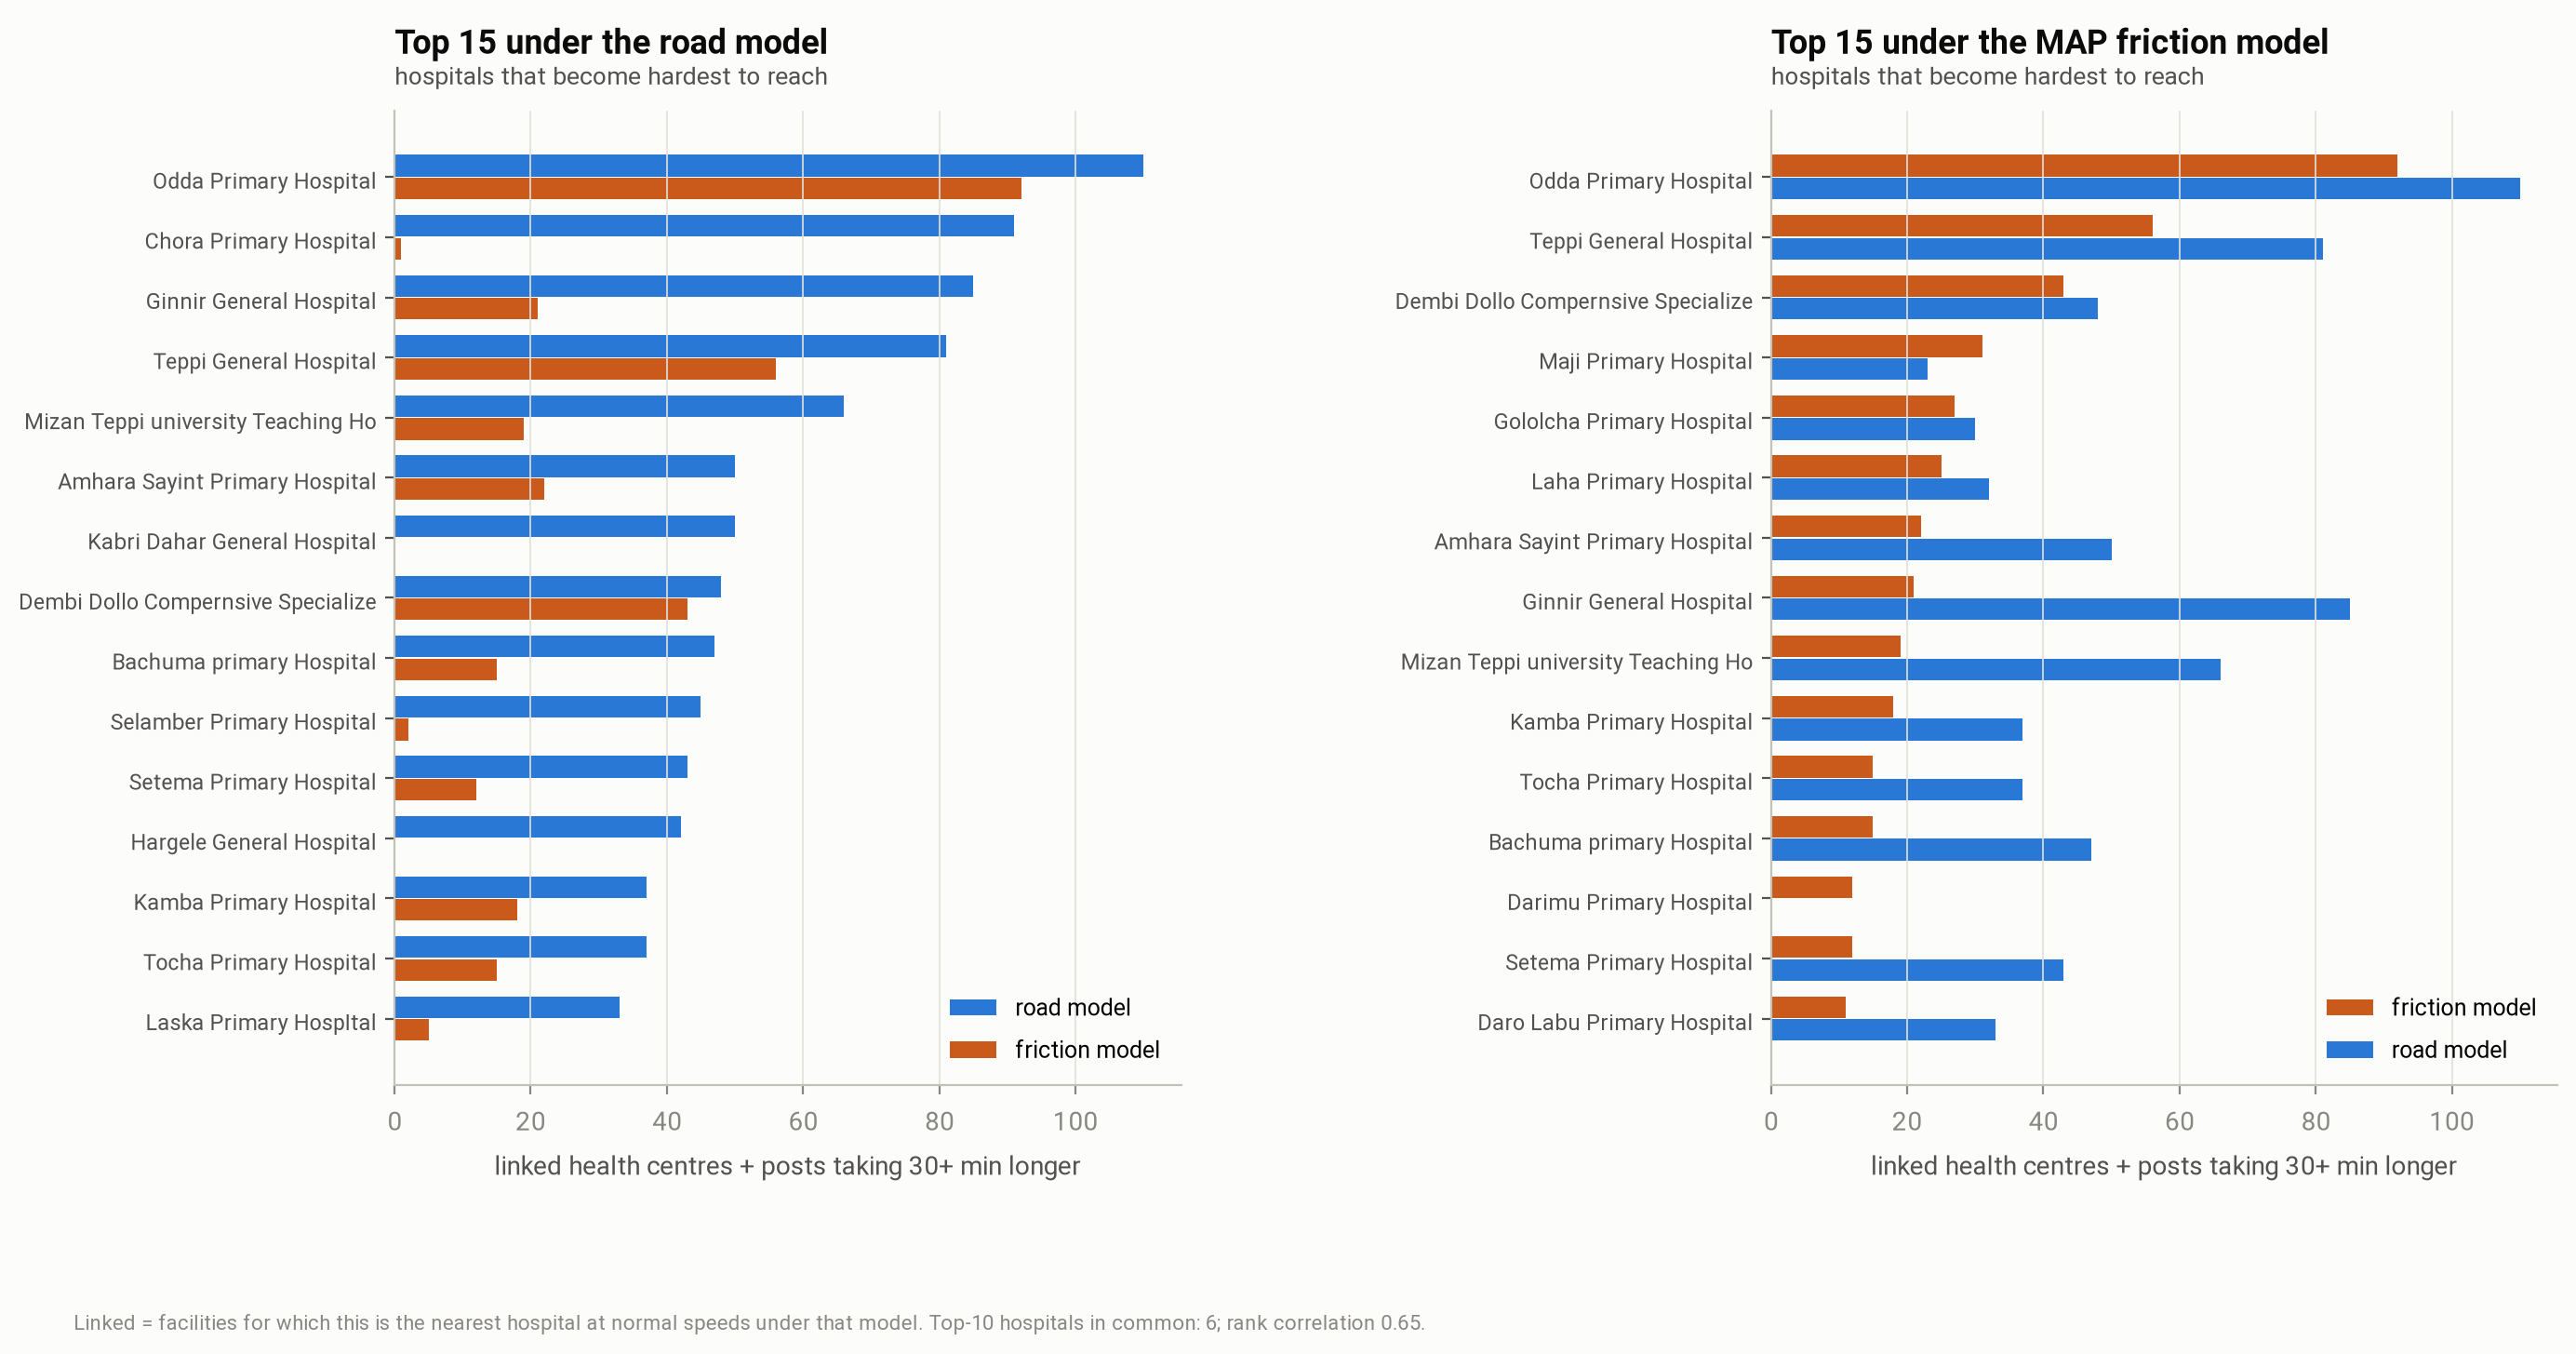 Top 15 under the road model
hospitals that become hardest to reach
Odda Primary Hospital
Chora Primary Hospital
Ginnir General Hospital
Teppi General Hospital
Mizan Teppi university Teaching Ho
Amhara Sayint Primary Hospital
Kabri Dahar General Hospital
Dembi Dollo Compernsive Specialize
Bachuma primary Hospital
Selamber Primary Hospital
Setema Primary Hospital
Hargele General Hospital
Kamba Primary Hospital
Tocha Primary Hospital
Laska Primary HospItal
road model
friction model
0 20 40 60 80 100
linked health centres + posts taking 30+ min longer
Top 15 under the MAP friction model
hospitals that become hardest to reach
Odda Primary Hospital
Teppi General Hospital
Dembi Dollo Compernsive Specialize
Maji Primary Hospital
Gololcha Primary Hospital
Laha Primary Hospital
Amhara Sayint Primary Hospital
Ginnir General Hospital
Mizan Teppi university Teaching Ho
Kamba Primary Hospital
Tocha Primary Hospital
Bachuma primary Hospital
Darimu Primary Hospital
Setema Primary Hospital
Daro Labu Primary Hospital
friction model
road model
0 20 40 60 80 100
linked health centres + posts taking 30+ min longer
Linked = facilities for which this is the nearest hospital at normal speeds under that model. Top-10 hospitals in common: 6; rank correlation 0.65.